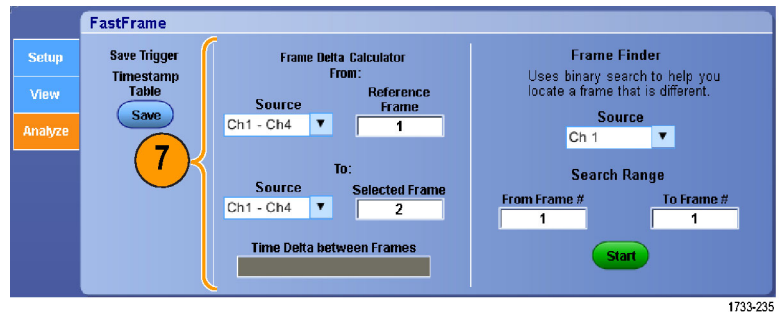 FastFrame
Setup
View
Analyze
Save Trigger
Timestamp
Table
Save
7
Frame Delta Calculator
From:
Source
Reference
Frame
Ch1 - Ch4
1
To:
Source
Selected Frame
Ch1 - Ch4
2
Time Delta between Frames
Frame Finder
Uses binary search to help you
locate a frame that is different.
Source
Ch 1
Search Range
From Frame #
To Frame #
1
1
Start
1733-235